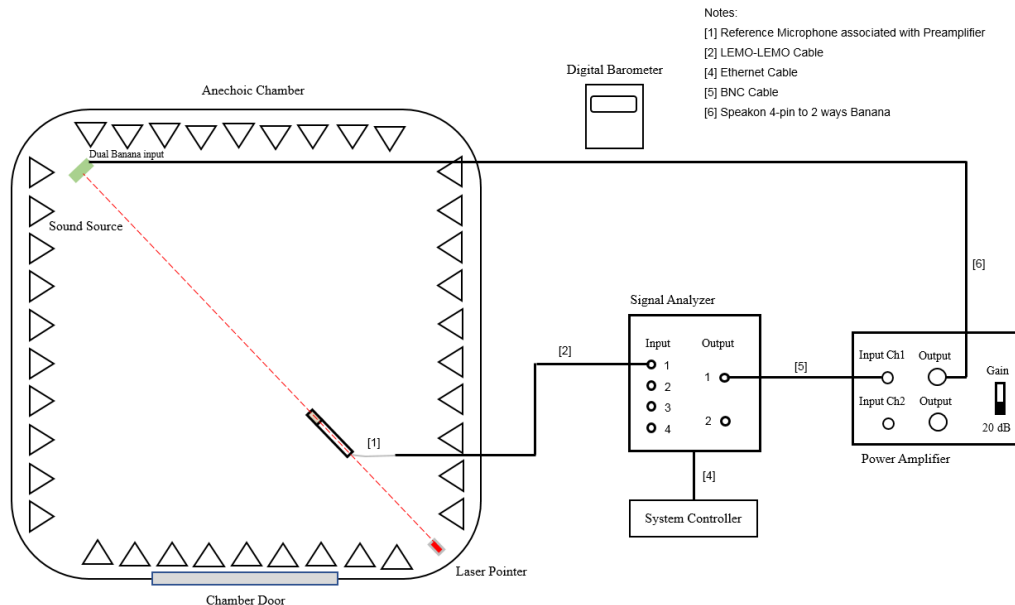 Notes:
[1] Reference Microphone associated with Preamplifier
[2] LEMO-LEMO Cable
[4] Ethernet Cable
[5] BNC Cable
[6] Speakon 4-pin to 2 ways Banana
Digital Barometer
Anechoic Chamber
Dual Banana input
Sound Source
[6]
Signal Analyzer
Input
Output
[2]
1
2
3
4
1
2
[5]
Input Ch1
Output
Gain
Input Ch2
Output
20 dB
Power Amplifier
[1]
[4]
System Controller
Laser Pointer
Chamber Door